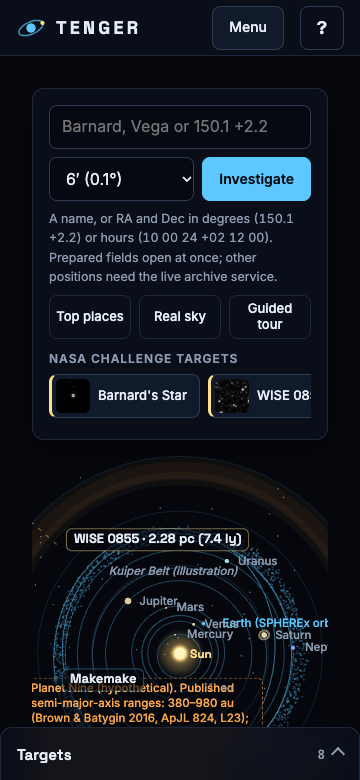 TENGER
Menu
?
Barnard, Vega or 150.1 +2.2
6′ (0.1°)
Investigate
A name, or RA and Dec in degrees (150.1
+2.2) or hours (10 00 24 +02 12 00).
Prepared fields open at once; other
positions need the live archive service.
Top places
Real sky
Guided
tour
NASA CHALLENGE TARGETS
Barnard's Star
WISE 08
WISE 0855 · 2.28 pc (7.4 ly)
Uranus
Kuiper Belt (illustration)
Jupiter
Mars
Venus
Earth (SPHEREx orb
Mercury
Saturn
Nep
Sun
Makemake
Planet Nine (hypothetical). Published
semi-major-axis ranges: 380–980 au
(Brown & Batygin 2016, ApJL 824, L23);
Targets
8